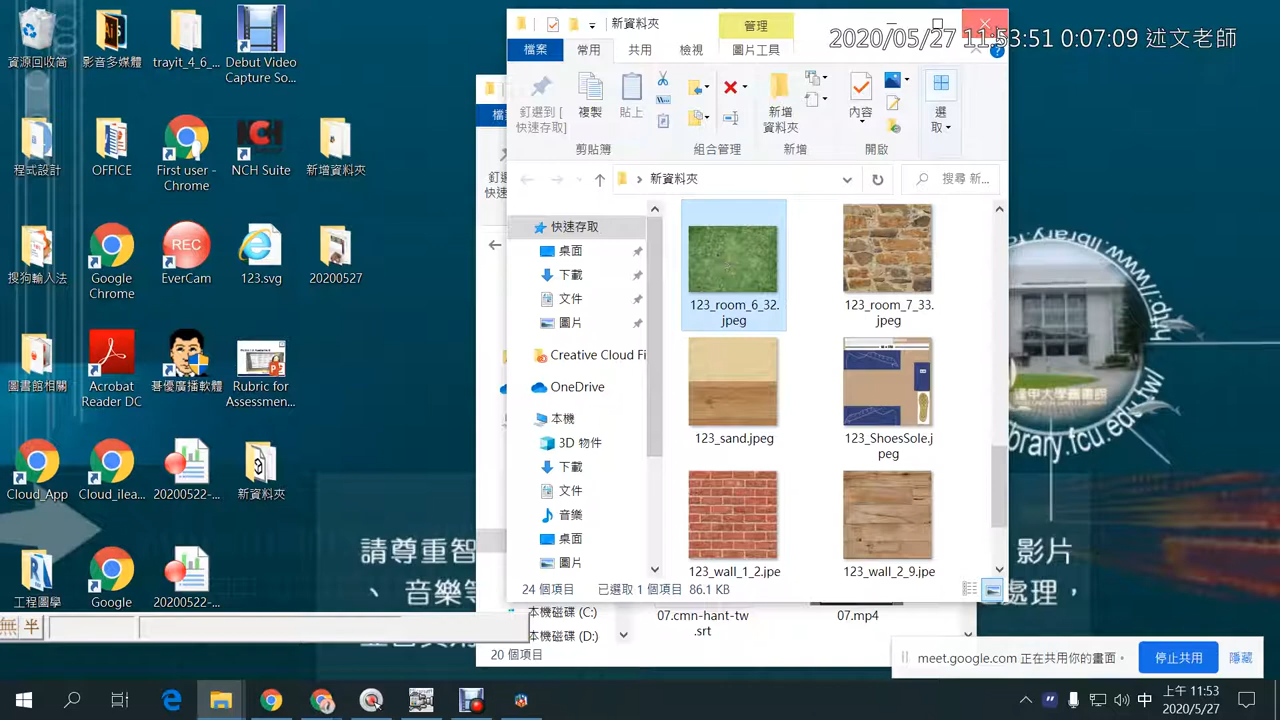 新資料夾
管理
2020/05/27 11:53:51 0:07:09 述文老師
檔案
常用
共用
檢視
圖片工具
釘選到 [
快速存取]
複製
貼上
新增
資料夾
內容
選
取
剪貼簿
組合管理
新增
開啟
新資料夾
搜尋 新...
快速存取
桌面
下載
文件
圖片
Creative Cloud Fi
OneDrive
本機
3D 物件
下載
文件
音樂
桌面
圖片
123_room_6_32.
jpeg
123_room_7_33.
jpeg
123_sand.jpeg
123_ShoesSole.j
peg
123_wall_1_2.jpe
123_wall_2_9.jpe
24 個項目
已選取 1 個項目 86.1 KB
本機磁碟 (C:)
本機磁碟 (D:)
07.cmn-hant-tw
.srt
07.mp4
20 個項目
資源回收筒
影音多媒體
trayit_4_6_...
Debut Video
Capture So...
程式設計
OFFICE
First user -
Chrome
NCH Suite
新增資料夾
搜狗輸入法
Google
Chrome
REC
EverCam
123.svg
20200527
圖書館相關
Acrobat
Reader DC
甚優廣播軟體
Rubric for
Assessmen...
Cloud_App
Cloud_ilea...
20200522-...
新資料夾
工程圖學
Google
20200522-...
請尊重智
影片
、音樂等
處理，
無
半
meet.google.com 正在共用你的畫面。
停止共用
隱藏
中
上午 11:53
2020/5/27